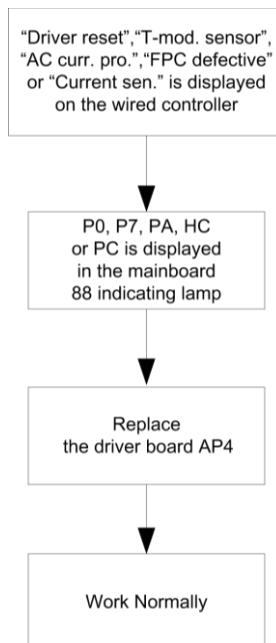 “Driver reset”,“T-mod. sensor”,
“AC curr. pro.”,“FPC defective”
or “Current sen.” is displayed
on the wired controller
P0, P7, PA, HC
or PC is displayed
in the mainboard
88 indicating lamp
Replace
the driver board AP4
Work Normally